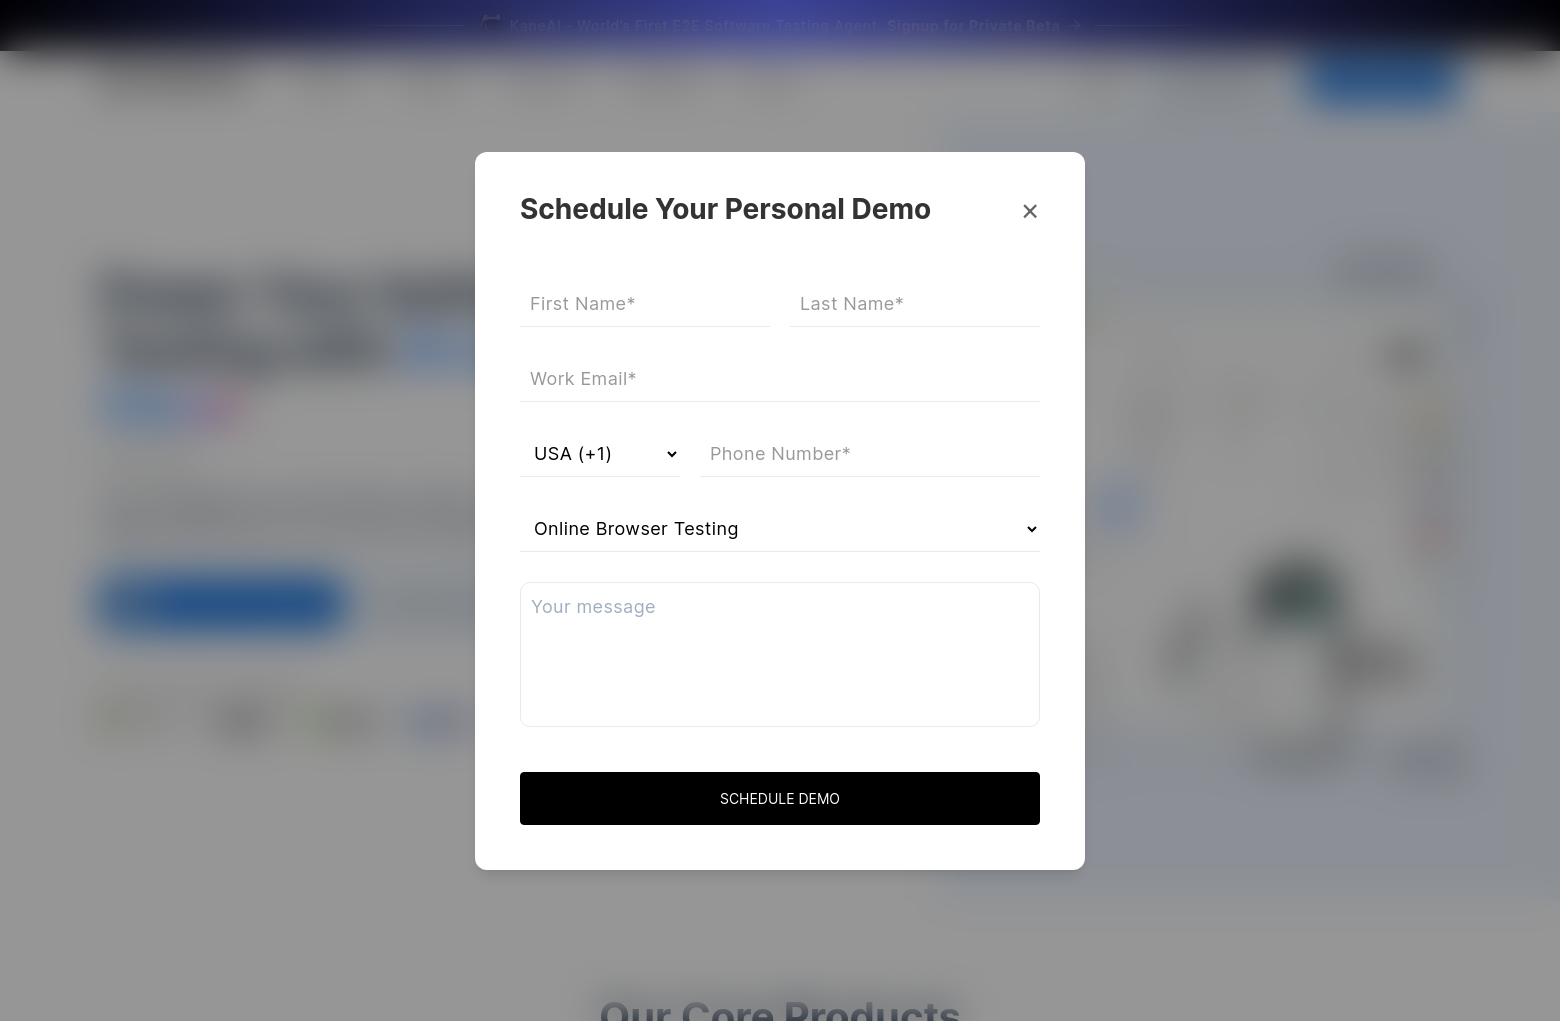 KaneAI - World's First E2E Software Testing Agent. Signup for Private Beta →
Schedule Your Personal Demo
×
First Name* Last Name*
Work Email*
USA (+1) Phone Number*
Online Browser Testing
Your message
SCHEDULE DEMO
Our Core Products